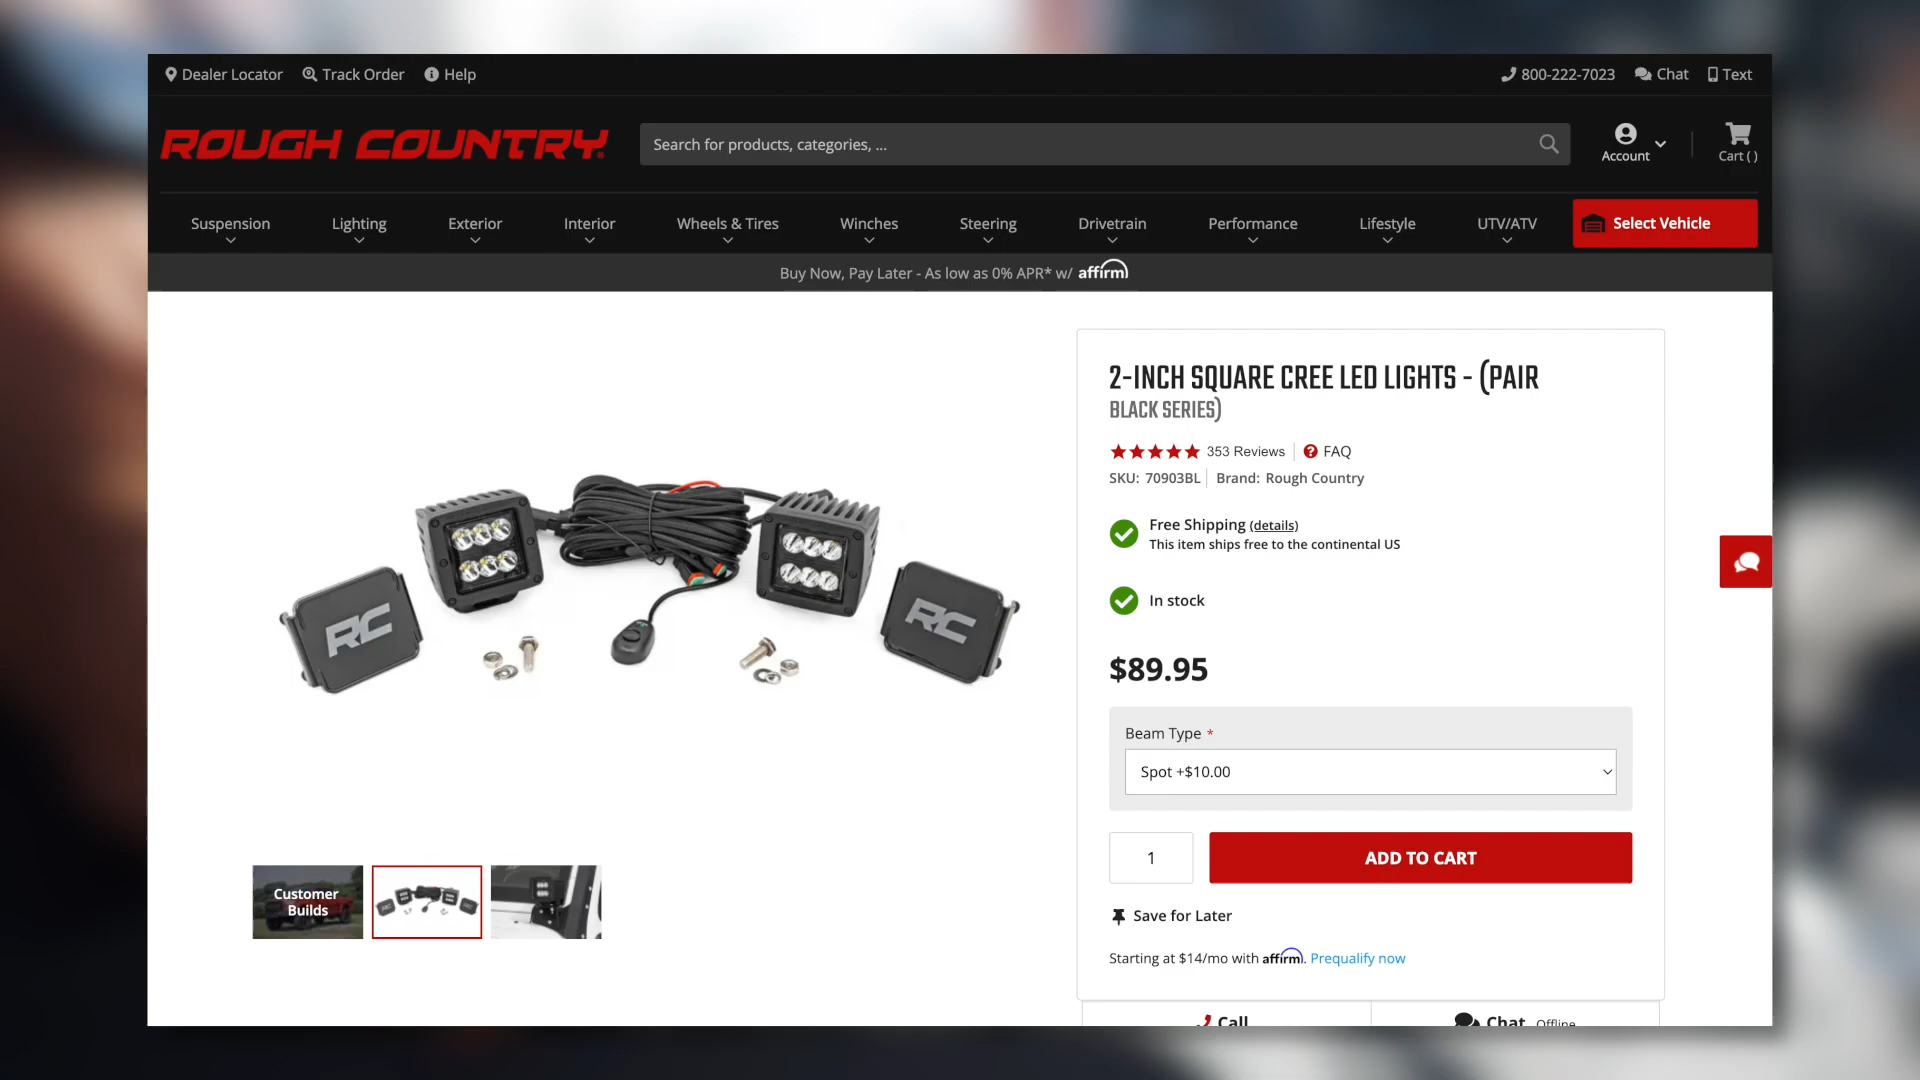 Dealer Locator Track Order Help
800-222-7023 Chat Text
ROUGH COUNTRY
Search for products, categories, ...
Account
Cart ( )
Suspension Lighting Exterior Interior Wheels & Tires Winches Steering Drivetrain Performance Lifestyle UTV/ATV Select Vehicle
Buy Now, Pay Later - As low as 0% APR* w/ affirm
RC
RC
Customer
Builds
2-INCH SQUARE CREE LED LIGHTS - (PAIR
BLACK SERIES)
353 Reviews FAQ
SKU: 70903BL Brand: Rough Country
Free Shipping (details)
This item ships free to the continental US
In stock
$89.95
Beam Type *
Spot +$10.00
1 ADD TO CART
Save for Later
Starting at $14/mo with affirm. Prequalify now
Call Chat Offline